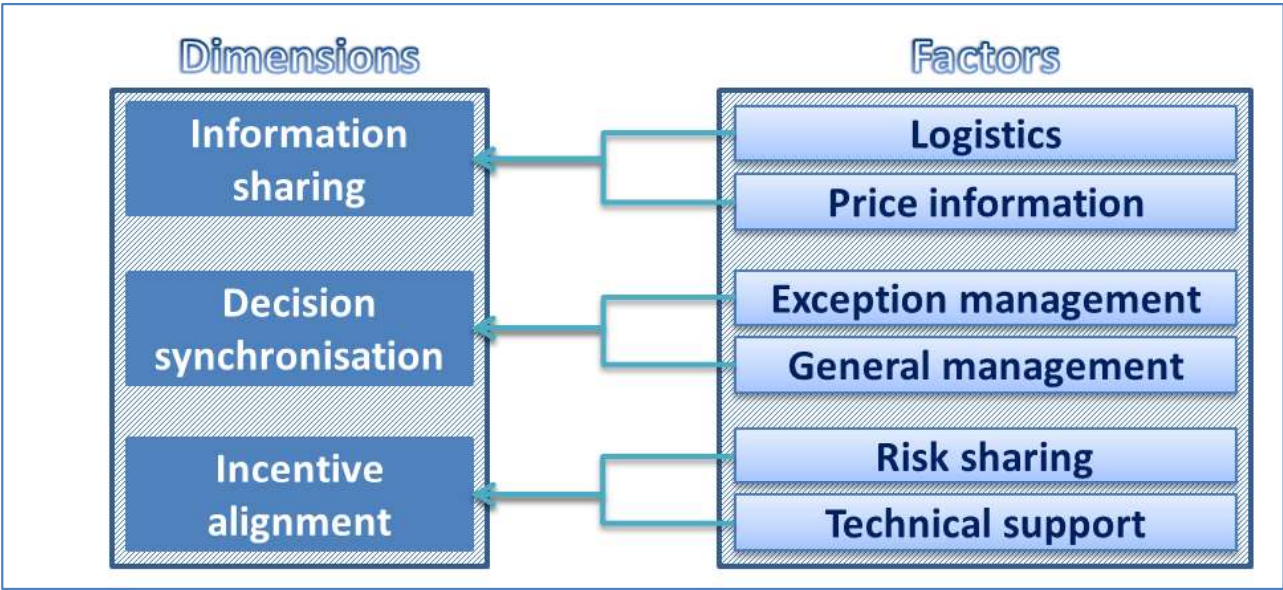 Dimensions
Factors
Information
sharing
Logistics
Price information
Decision
synchronisation
Exception management
General management
Incentive
alignment
Risk sharing
Technical support